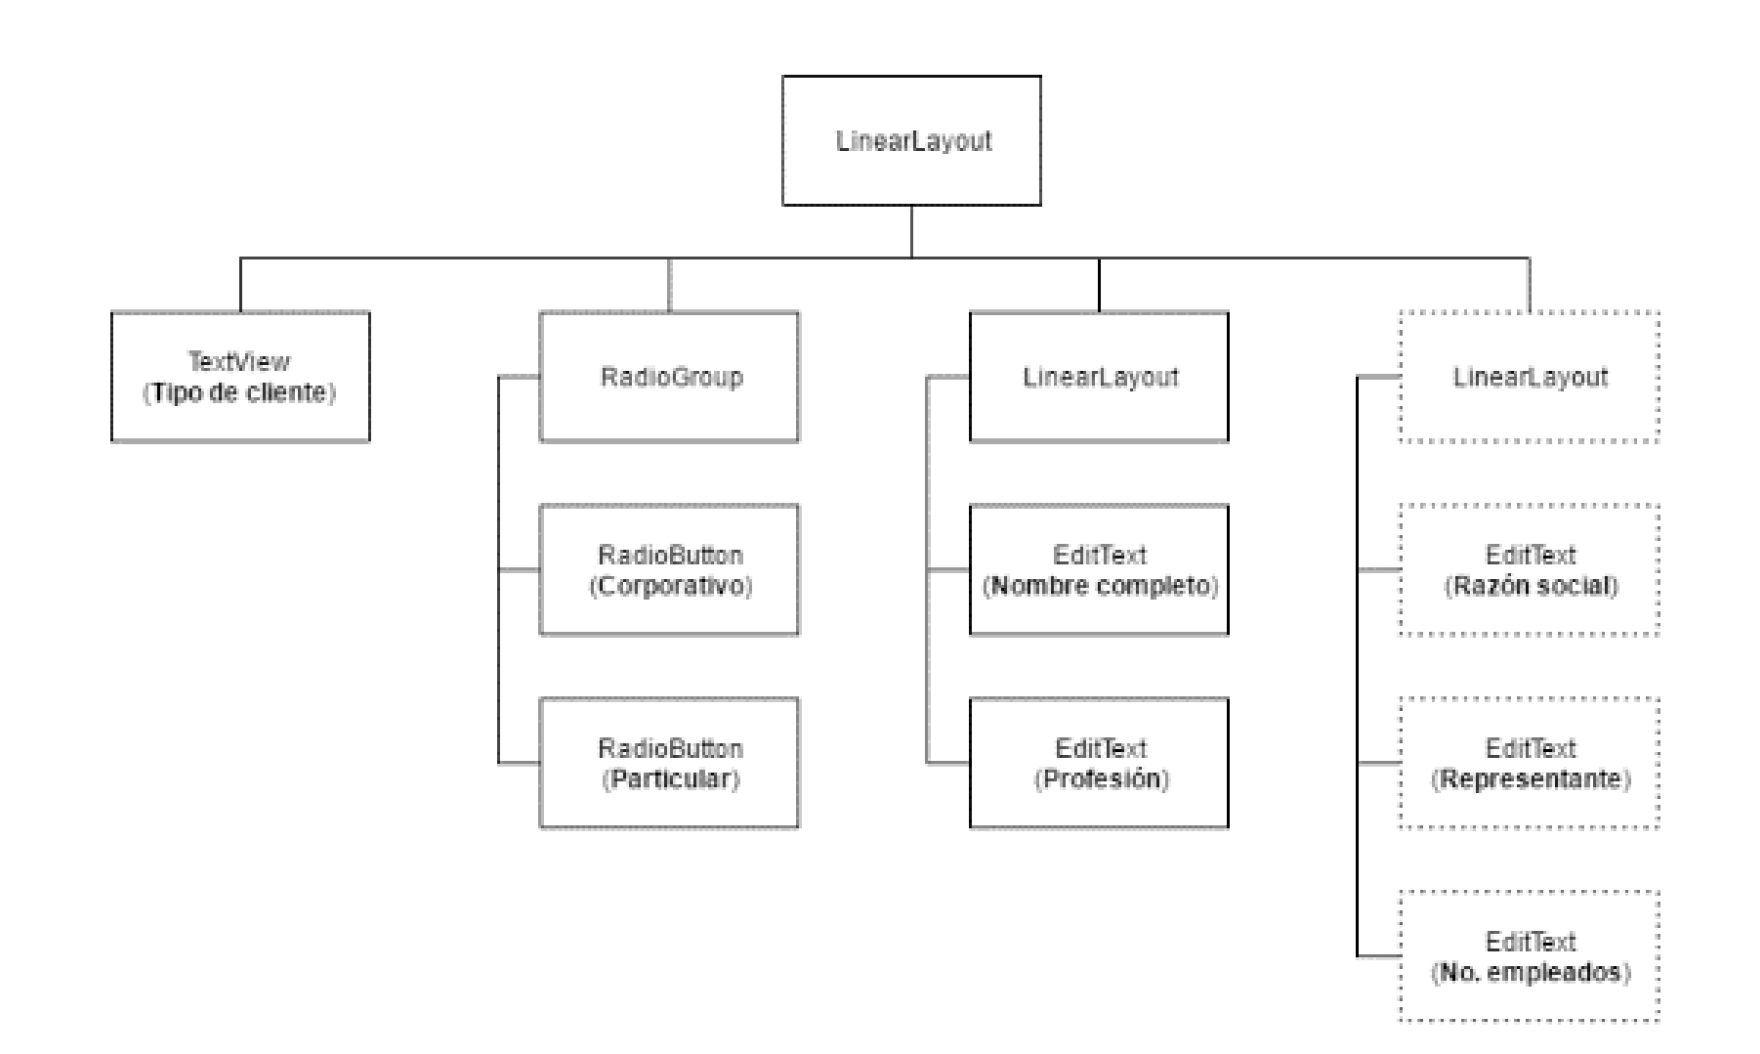 LinearLayout
TextView
(Tipo de cliente)
RadioGroup
RadioButton
(Corporativo)
RadioButton
(Particular)
LinearLayout
EditText
(Nombre completo)
EditText
(Profesión)
LinearLayout
EditText
(Razón social)
EditText
(Representante)
EditText
(No. empleados)